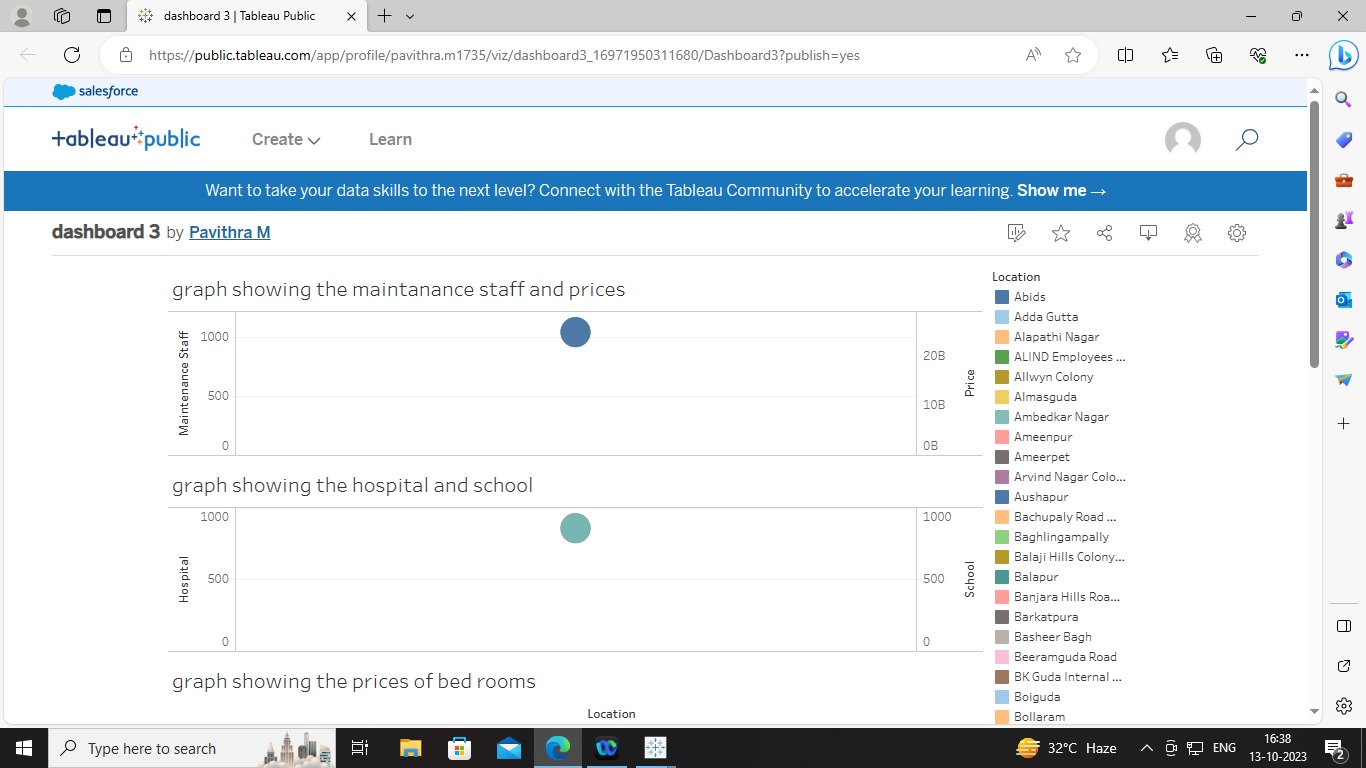 dashboard 3 | Tableau Public
https://public.tableau.com/app/profile/pavithra.m1735/viz/dashboard3_16971950311680/Dashboard3?publish=yes
salesforce
+ableau public
Create
Learn
Want to take your data skills to the next level? Connect with the Tableau Community to accelerate your learning. Show me →
dashboard 3 by Pavithra M
graph showing the maintanance staff and prices
Maintenance Staff
1000
500
0
20B
10B
0B
Price
graph showing the hospital and school
Hospital
1000
500
0
1000
500
0
School
graph showing the prices of bed rooms
Location
Location
Abids
Adda Gutta
Alapathi Nagar
ALIND Employees ...
Allwyn Colony
Almasguda
Ambedkar Nagar
Ameenpur
Ameerpet
Arvind Nagar Colo...
Aushapur
Bachupaly Road ...
Baghlingampally
Balaji Hills Colony...
Balapur
Banjara Hills Roa...
Barkatpura
Basheer Bagh
Beeramguda Road
BK Guda Internal ...
Boiguda
Bollaram
Type here to search
32°C Haze
ENG
16:38
13-10-2023
2